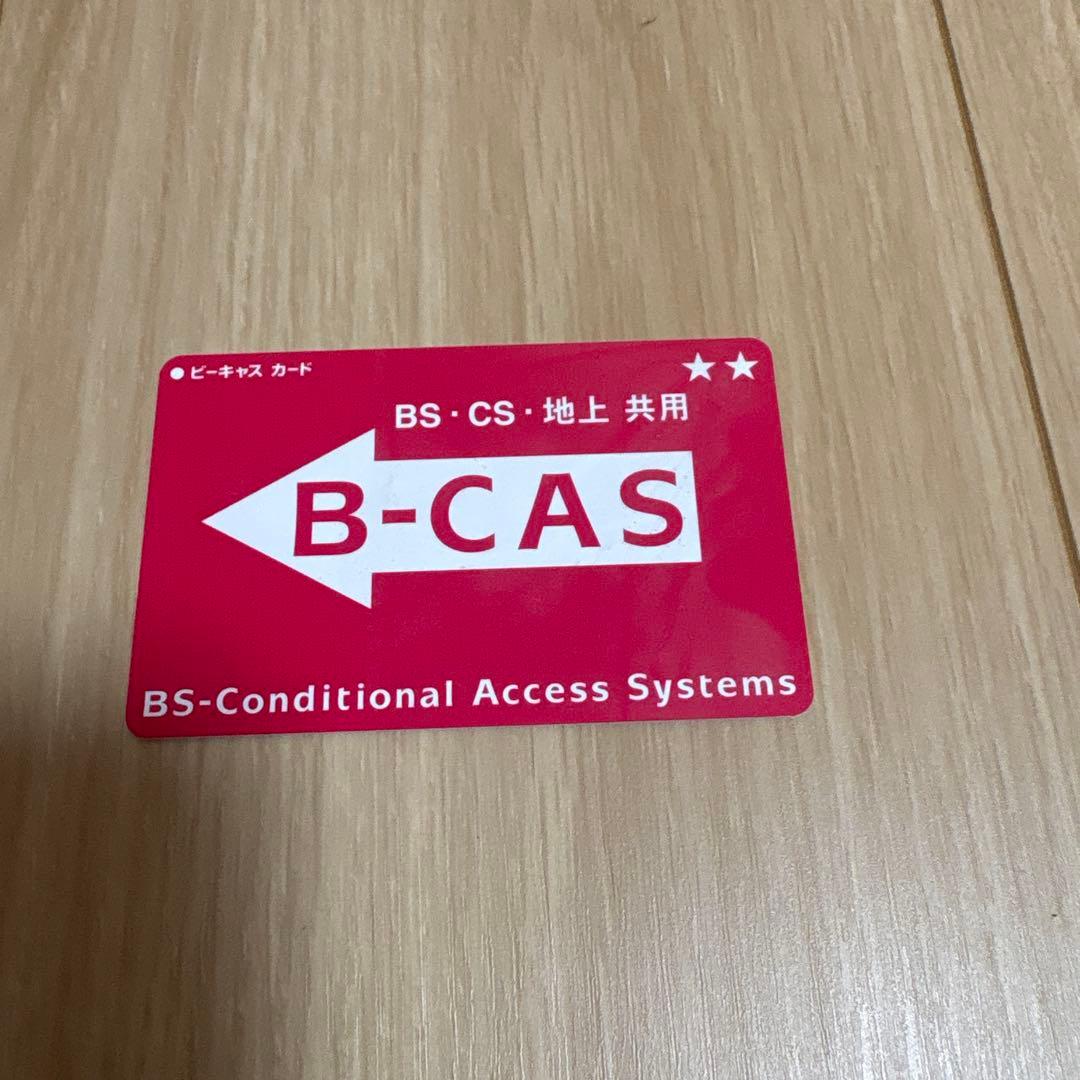 ●ビーキャス カード
★★
BS・CS・地上 共用
B-CAS
BS-Conditional Access Systems